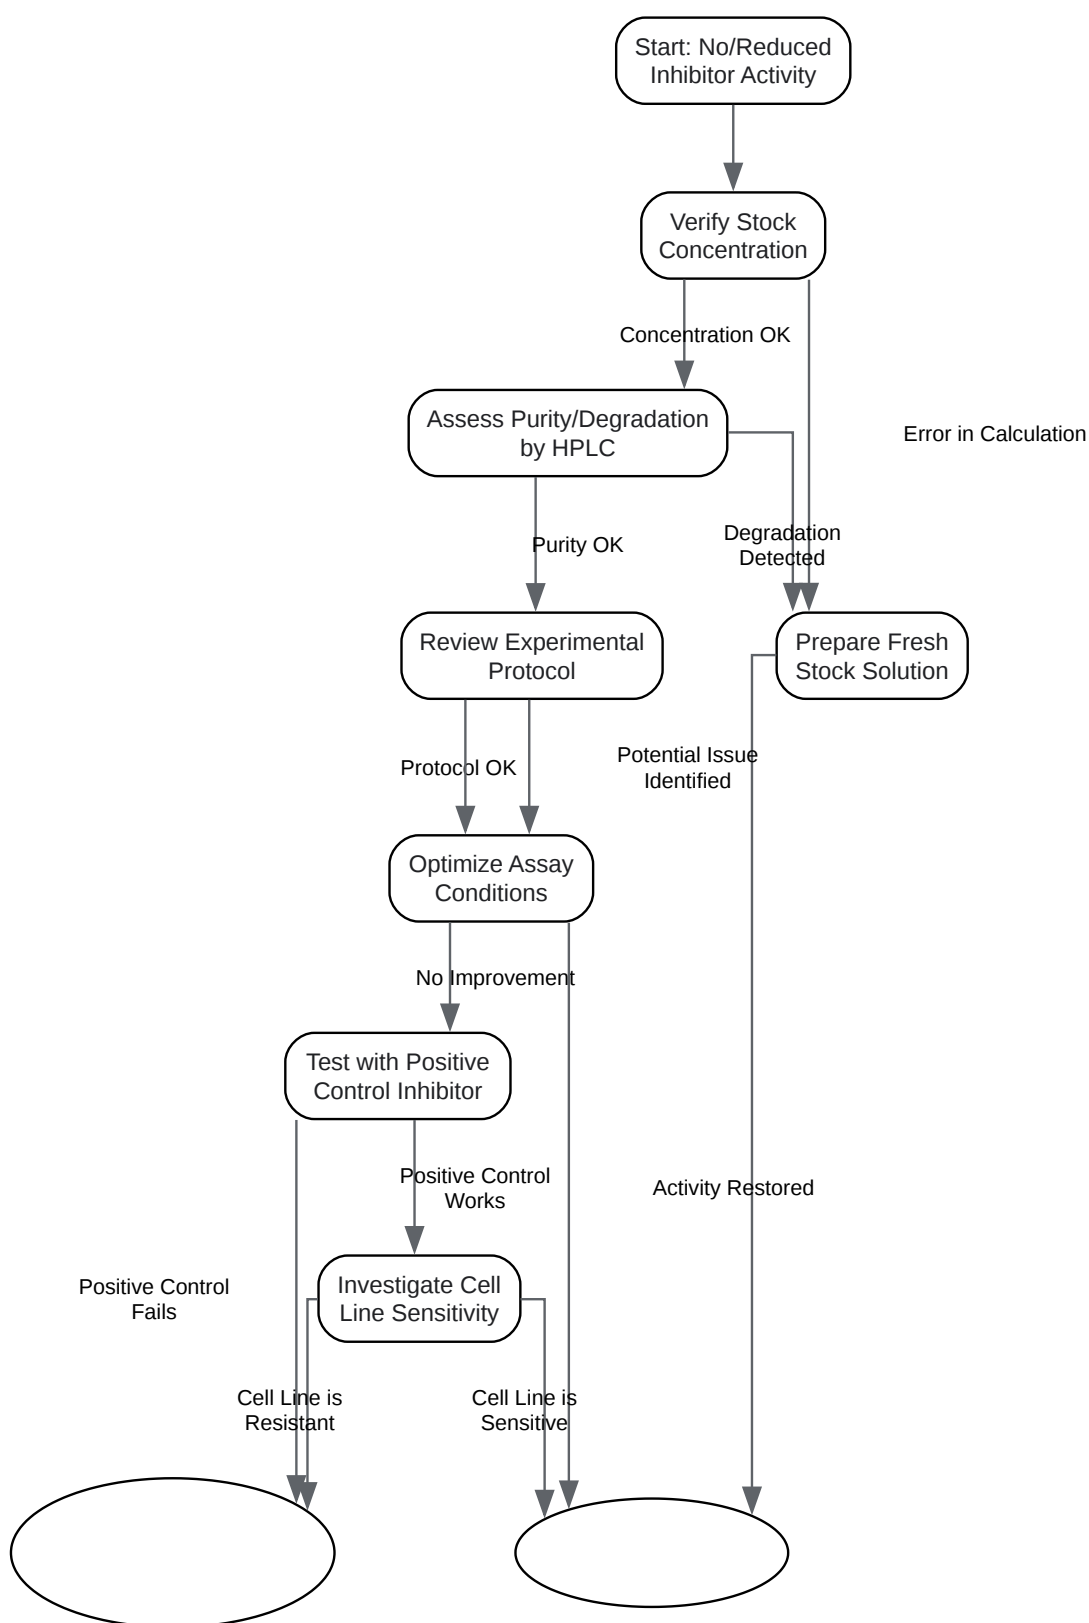 Start: No/Reduced
Inhibitor Activity
Verify Stock
Concentration
Concentration OK
Assess Purity/Degradation
by HPLC
Error in Calculation
Purity OK
Degradation
Detected
Review Experimental
Protocol
Prepare Fresh
Stock Solution
Protocol OK
Potential Issue
Identified
Optimize Assay
Conditions
No Improvement
Test with Positive
Control Inhibitor
Positive Control
Works
Activity Restored
Positive Control
Fails
Investigate Cell
Line Sensitivity
Cell Line is
Resistant
Cell Line is
Sensitive